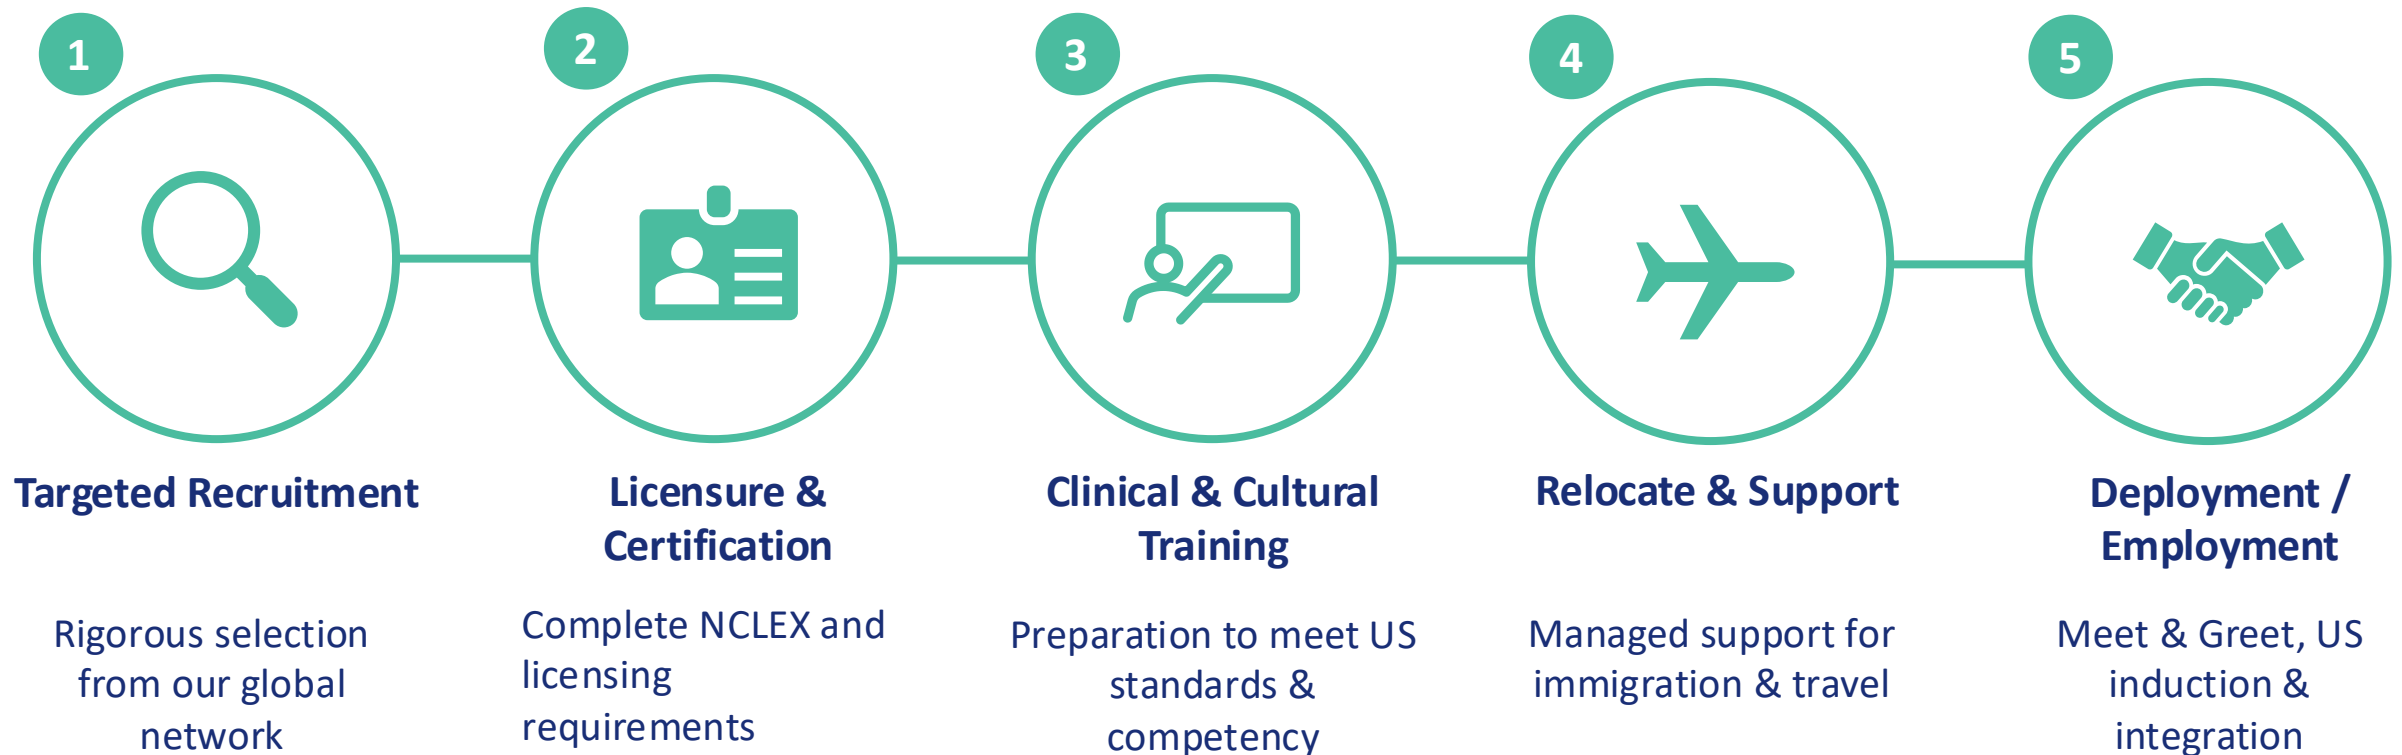 1
Targeted Recruitment
Rigorous selection
from our global
network
2
Licensure &
Certification
Complete NCLEX and
licensing
requirements
3
Clinical & Cultural
Training
Preparation to meet US
standards &
competency
4
Relocate & Support
Managed support for
immigration & travel
5
Deployment /
Employment
Meet & Greet, US
induction &
integration